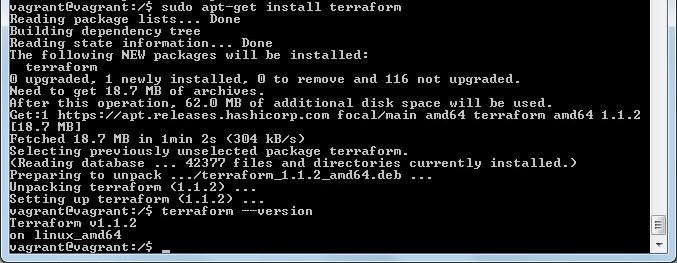 vagrant@vagrant:/$ sudo apt-get install terraform
Reading package lists... Done
Building dependency tree
Reading state information... Done
The following NEW packages will be installed:
  terraform
0 upgraded, 1 newly installed, 0 to remove and 116 not upgraded.
Need to get 18.7 MB of archives.
After this operation, 62.0 MB of additional disk space will be used.
Get:1 https://apt.releases.hashicorp.com focal/main amd64 terraform amd64 1.1.2
[18.7 MB]
Fetched 18.7 MB in 1min 2s (304 kB/s)
Selecting previously unselected package terraform.
(Reading database ... 42377 files and directories currently installed.)
Preparing to unpack .../terraform_1.1.2_amd64.deb ...
Unpacking terraform (1.1.2) ...
Setting up terraform (1.1.2) ...
vagrant@vagrant:/$ terraform --version
Terraform v1.1.2
on linux_amd64
vagrant@vagrant:/$